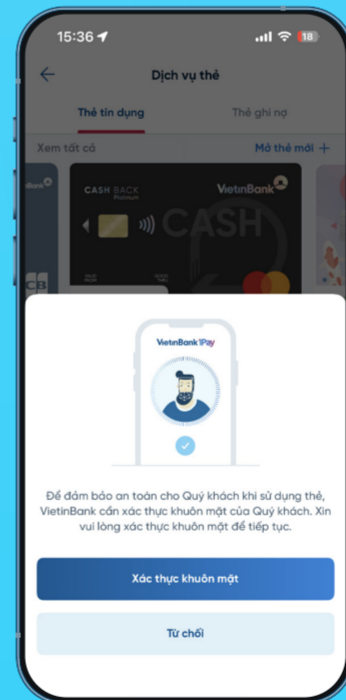 15:36
18
Dịch vụ thẻ
Thẻ tín dụng
Thẻ ghi nợ
Xem tất cả
Mở thẻ mới +
CASH BACK
Platinum
VietinBank
CASH
VietinBank iPay
Để đảm bảo an toàn cho Quý khách khi sử dụng thẻ,
VietinBank cần xác thực khuôn mặt của Quý khách. Xin
vui lòng xác thực khuôn mặt để tiếp tục.
Xác thực khuôn mặt
Từ chối